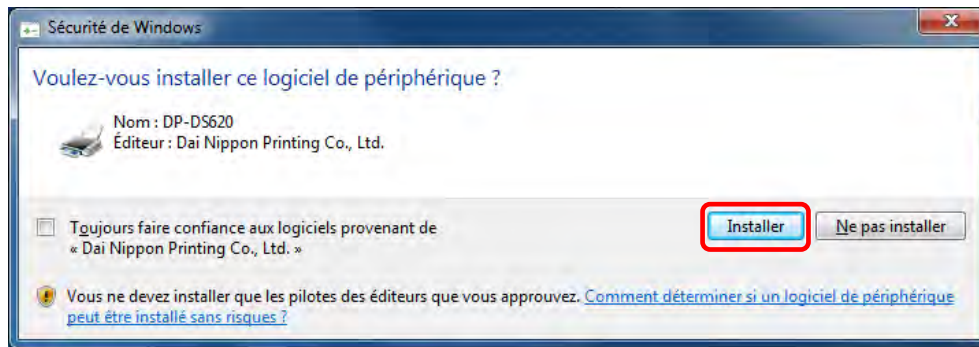 Sécurité de Windows
Voulez-vous installer ce logiciel de périphérique ?
Nom : DP-DS620
Éditeur : Dai Nippon Printing Co., Ltd.
Toujours faire confiance aux logiciels provenant de
« Dai Nippon Printing Co., Ltd. »
Installer
Ne pas installer
Vous ne devez installer que les pilotes des éditeurs que vous approuvez. Comment déterminer si un logiciel de périphérique
peut être installé sans risques ?